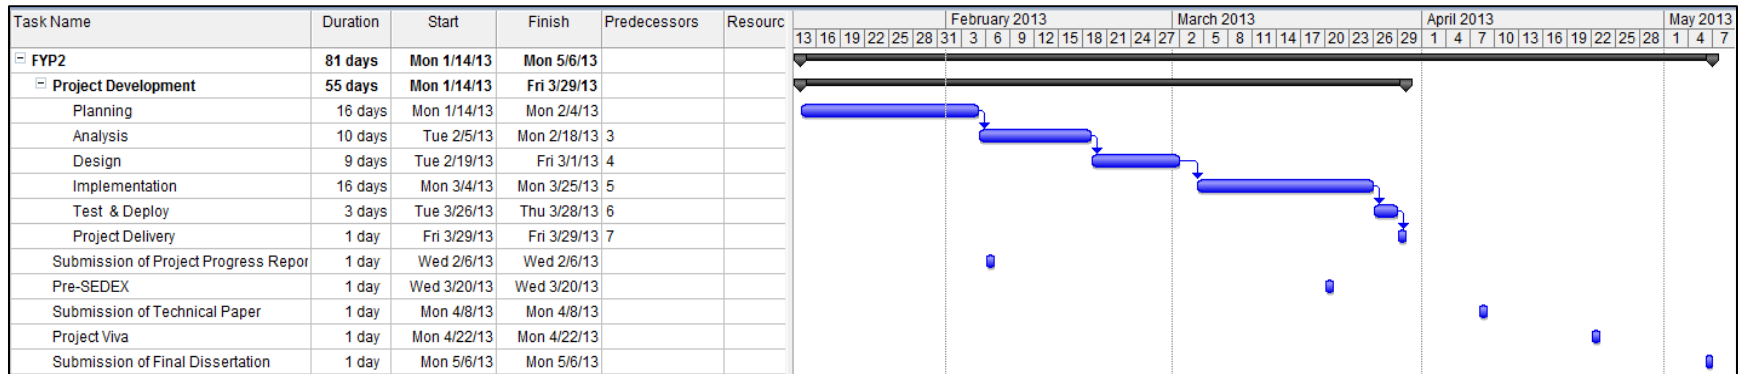 Task Name Duration Start Finish Predecessors Resourc February 2013 March 2013 April 2013 May 2013
13 16 19 22 25 28 31 3 6 9 12 15 18 21 24 27 2 5 8 11 14 17 20 23 26 29 1 4 7 10 13 16 19 22 25 28 1 4 7
FYP2 81 days Mon 1/14/13 Mon 5/6/13
Project Development 55 days Mon 1/14/13 Fri 3/29/13
Planning 16 days Mon 1/14/13 Mon 2/4/13
Analysis 10 days Tue 2/5/13 Mon 2/18/13 3
Design 9 days Tue 2/19/13 Fri 3/1/13 4
Implementation 16 days Mon 3/4/13 Mon 3/25/13 5
Test & Deploy 3 days Tue 3/26/13 Thu 3/28/13 6
Project Delivery 1 day Fri 3/29/13 Fri 3/29/13 7
Submission of Project Progress Repor 1 day Wed 2/6/13 Wed 2/6/13
Pre-SEDEX 1 day Wed 3/20/13 Wed 3/20/13
Submission of Technical Paper 1 day Mon 4/8/13 Mon 4/8/13
Project Viva 1 day Mon 4/22/13 Mon 4/22/13
Submission of Final Dissertation 1 day Mon 5/6/13 Mon 5/6/13